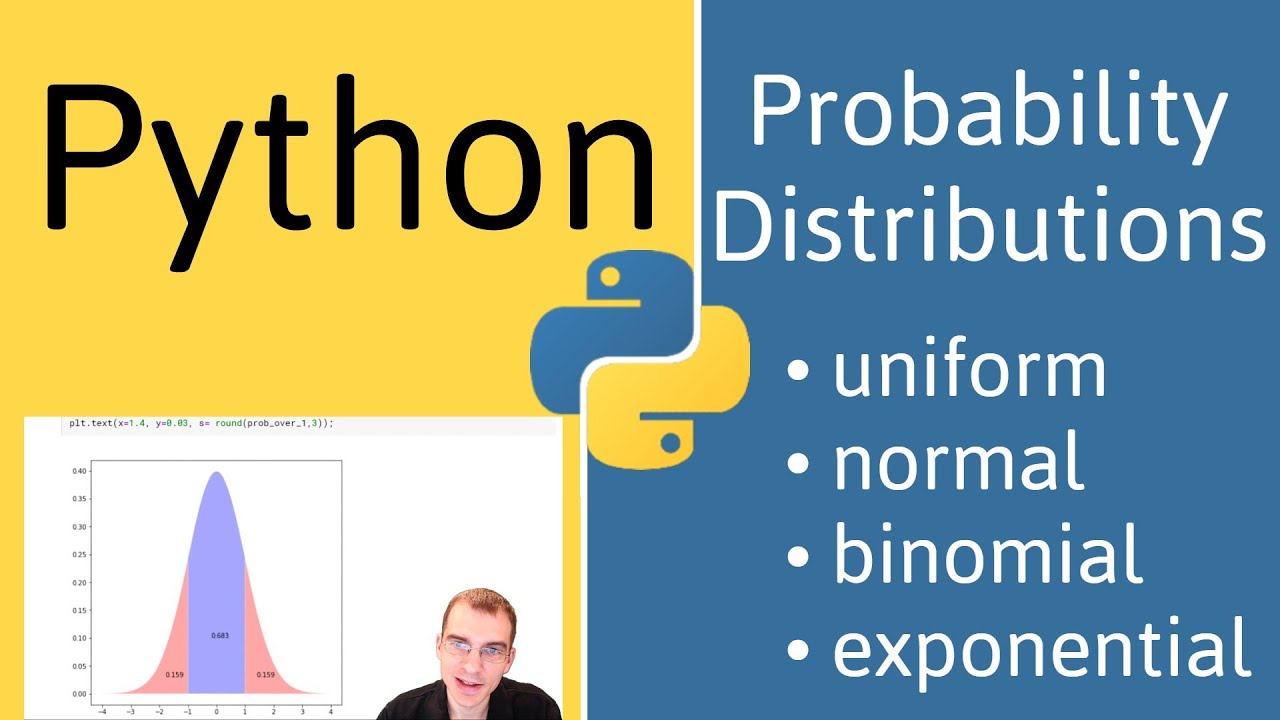 Python
Probability
Distributions
• uniform
• normal
• binomial
• exponential
plt.text(x=1.4, y=0.03, s= round(prob_over_1,3));
0.40
0.35
0.30
0.25
0.20
0.15
0.10
0.05
0.00
0.683
0.159
0.159
−4 −3 −2 −1 0 1 2 3 4